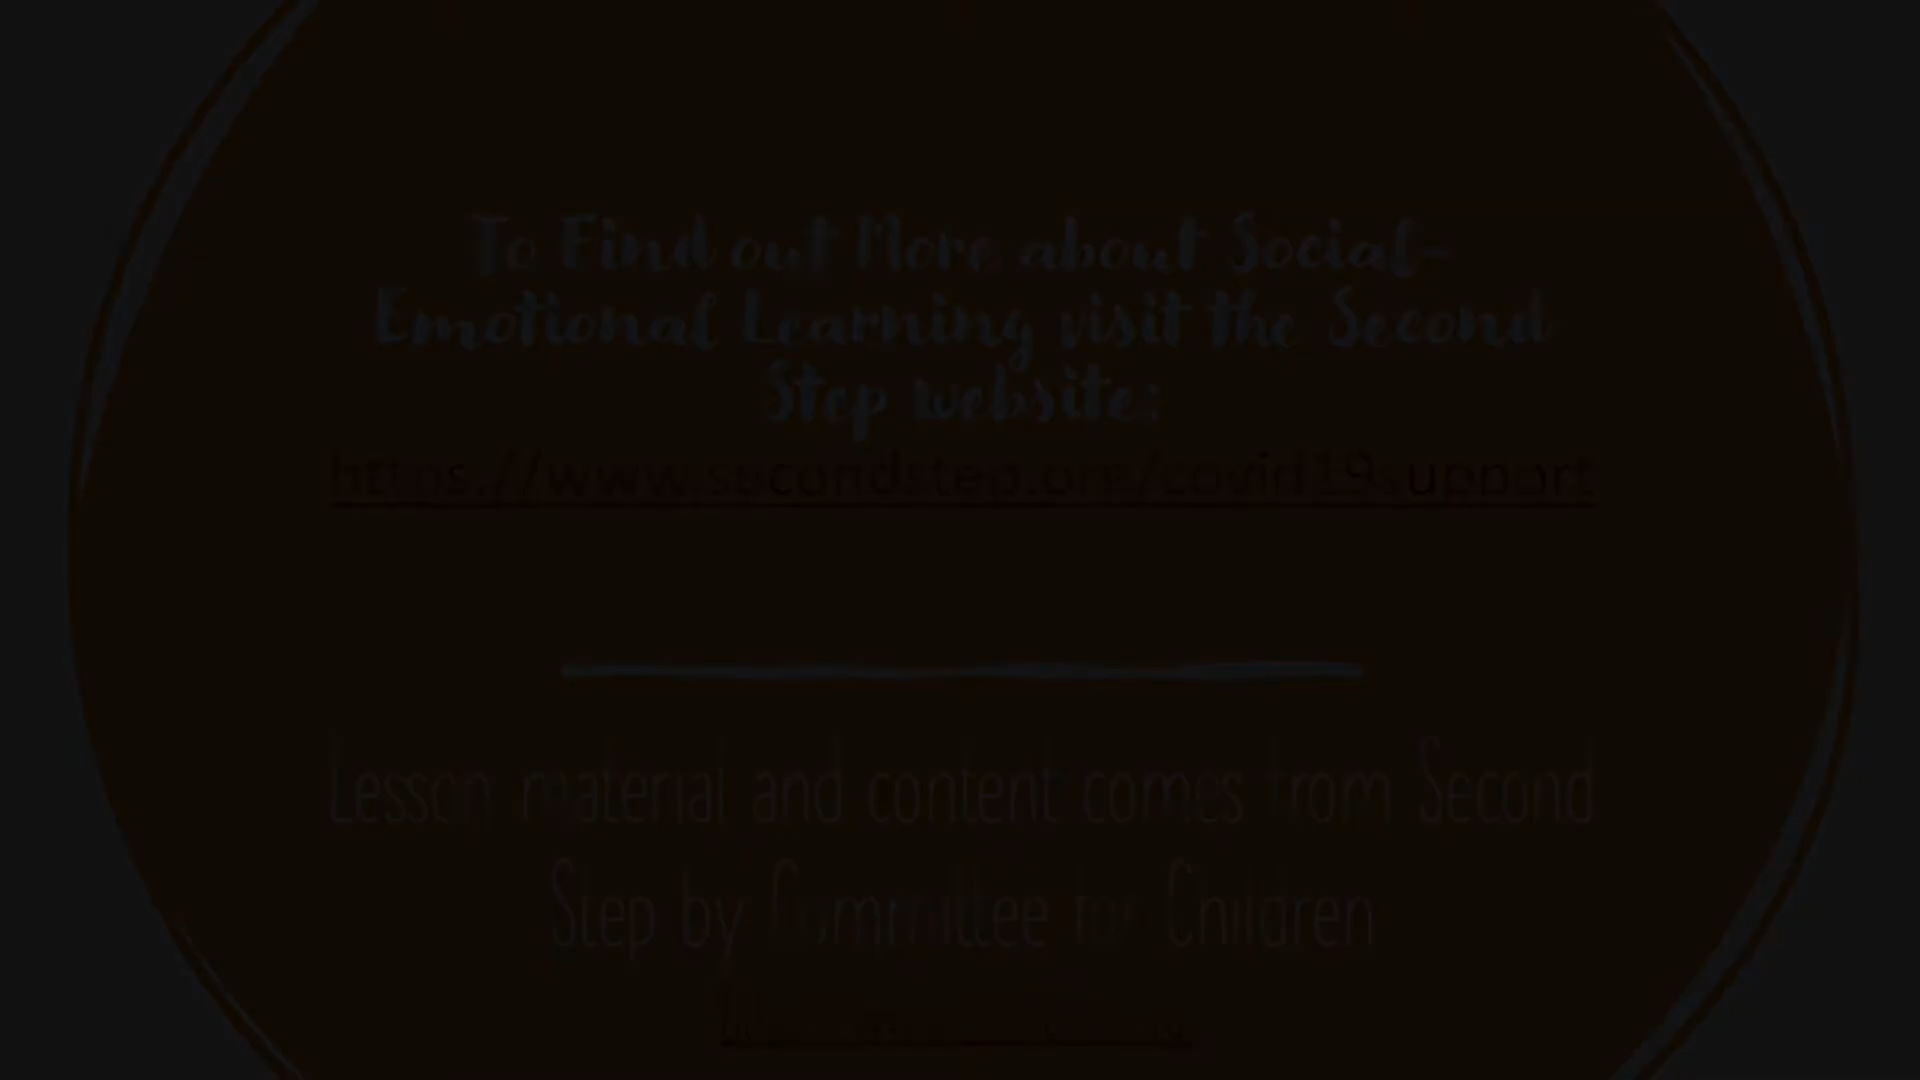 To Find out More about Social-
Emotional Learning visit the Second
Step website:
https://www.secondstep.org/covid19support
Lesson material and content comes from Second
Step by Committee for Children